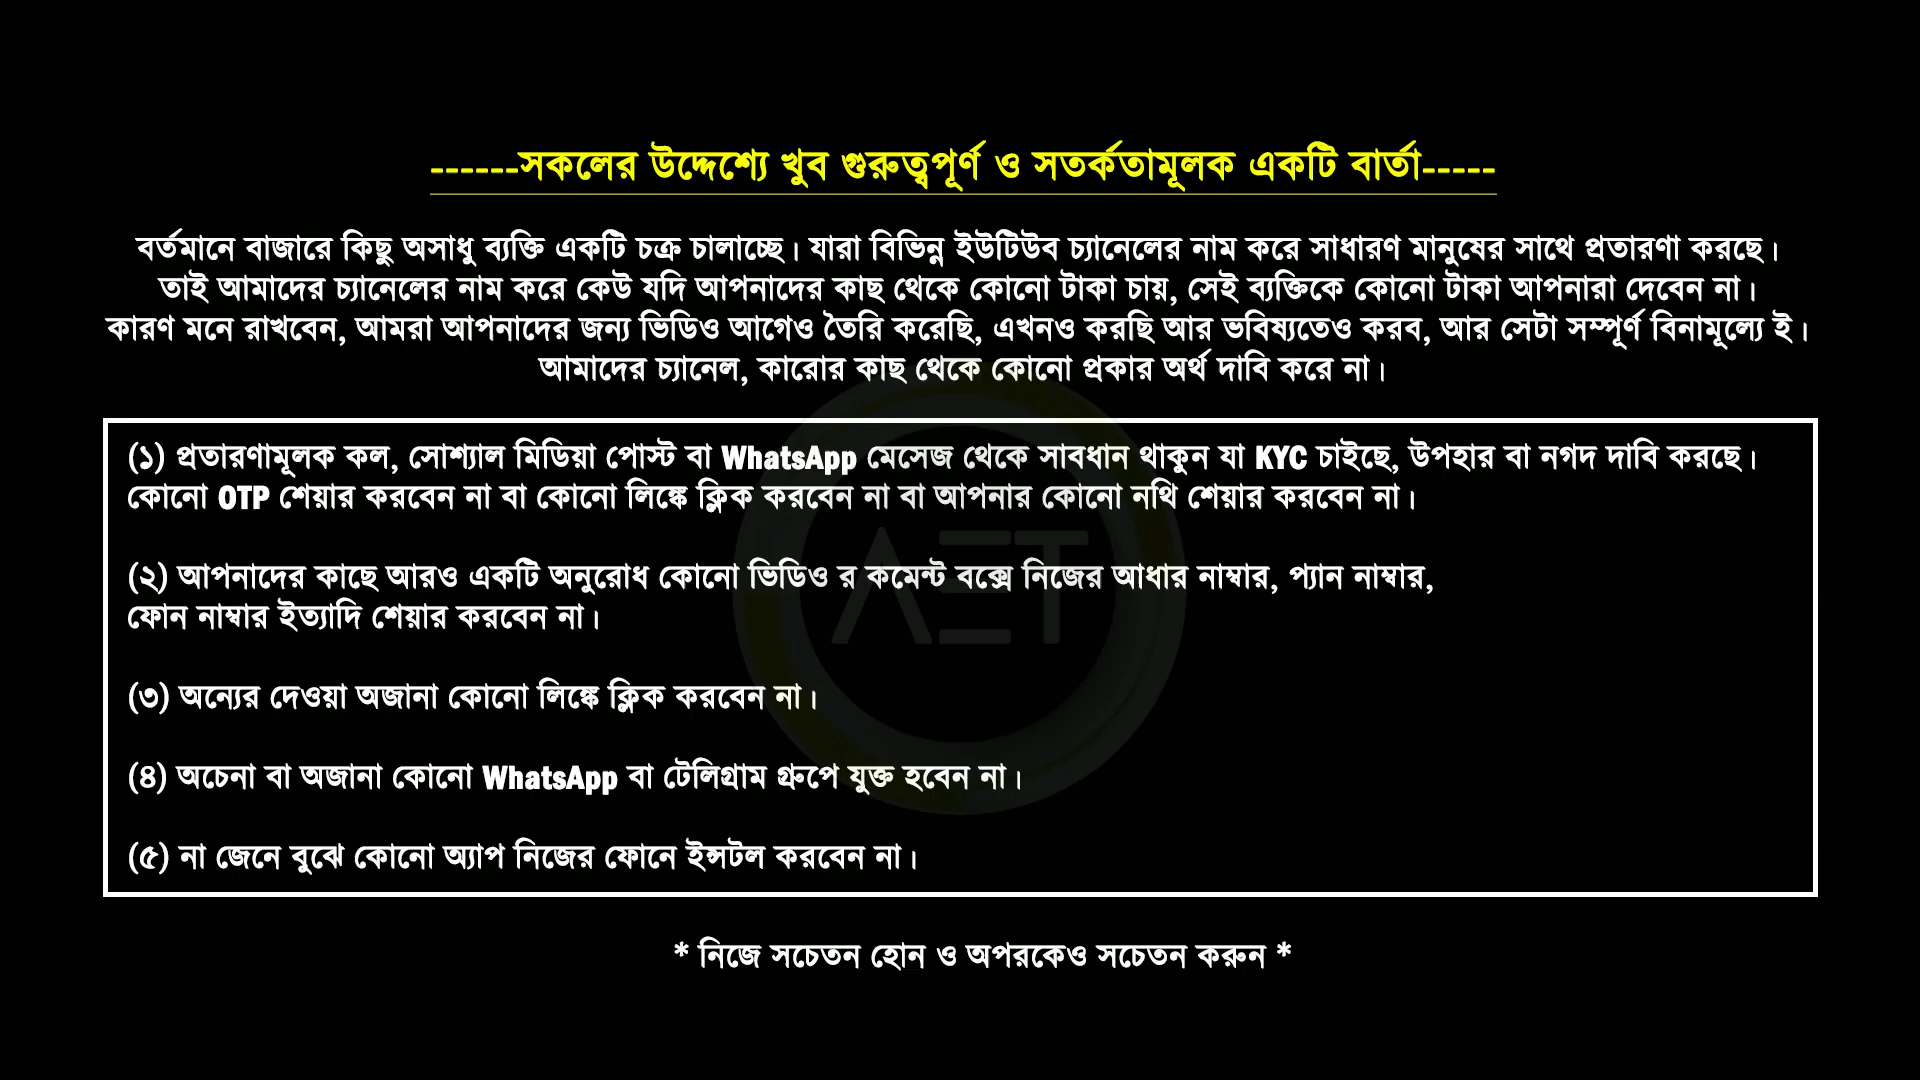 ------সকলের উদ্দেশ্যে খুব গুরুত্বপূর্ণ ও সতর্কতামূলক একটি বার্তা-----
বর্তমানে বাজারে কিছু অসাধু ব্যক্তি একটি চক্র চালাচ্ছে। যারা বিভিন্ন ইউটিউব চ্যানেলের নাম করে সাধারণ মানুষের সাথে প্রতারণা করছে।
তাই আমাদের চ্যানেলের নাম করে কেউ যদি আপনাদের কাছ থেকে কোনো টাকা চায়, সেই ব্যক্তিকে কোনো টাকা আপনারা দেবেন না।
কারণ মনে রাখবেন, আমরা আপনাদের জন্য ভিডিও আগেও তৈরি করেছি, এখনও করছি আর ভবিষ্যতেও করব, আর সেটা সম্পূর্ণ বিনামূল্যে ই।
আমাদের চ্যানেল, কারোর কাছ থেকে কোনো প্রকার অর্থ দাবি করে না।
(১) প্রতারণামূলক কল, সোশ্যাল মিডিয়া পোস্ট বা WhatsApp মেসেজ থেকে সাবধান থাকুন যা KYC চাইছে, উপহার বা নগদ দাবি করছে।
কোনো OTP শেয়ার করবেন না বা কোনো লিঙ্কে ক্লিক করবেন না বা আপনার কোনো নথি শেয়ার করবেন না।
(২) আপনাদের কাছে আরও একটি অনুরোধ কোনো ভিডিও র কমেন্ট বক্সে নিজের আধার নাম্বার, প্যান নাম্বার,
ফোন নাম্বার ইত্যাদি শেয়ার করবেন না।
AET
(৩) অন্যের দেওয়া অজানা কোনো লিঙ্কে ক্লিক করবেন না।
(৪) অচেনা বা অজানা কোনো WhatsApp বা টেলিগ্রাম গ্রুপে যুক্ত হবেন না।
(৫) না জেনে বুঝে কোনো অ্যাপ নিজের ফোনে ইন্সটল করবেন না।
* নিজে সচেতন হোন ও অপরকেও সচেতন করুন *